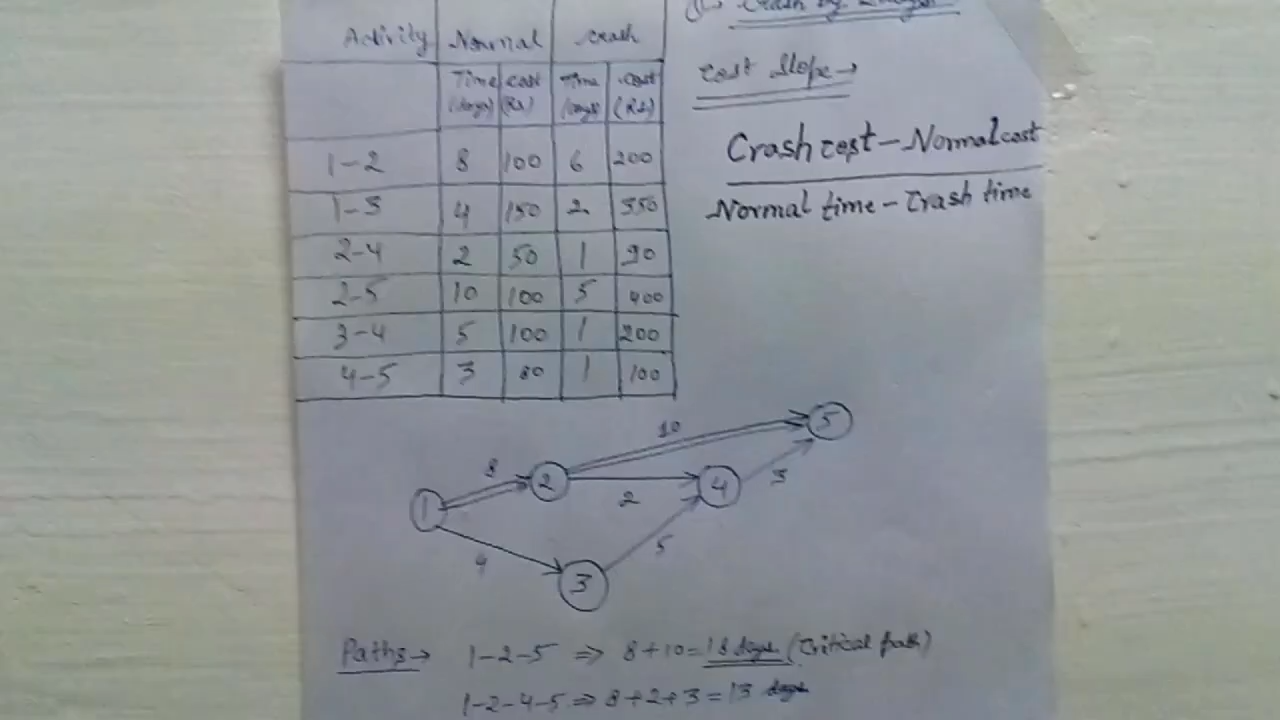 Crash by 2 days
Activity Normal Crash
Time (days) Cost (Rs) Time (days) Cost (Rs)
1-2 8 100 6 200
1-3 4 150 2 350
2-4 2 50 1 90
2-5 10 100 5 400
3-4 5 100 1 200
4-5 3 80 1 100
Cost Slope →
Crash cost - Normal cost
Normal time - Crash time
10
5
8
2
2
4
3
1
5
4
3
Paths → 1-2-5 ⇒ 8+10=18 days (Critical path)
1-2-4-5 ⇒ 8+2+3=13 days